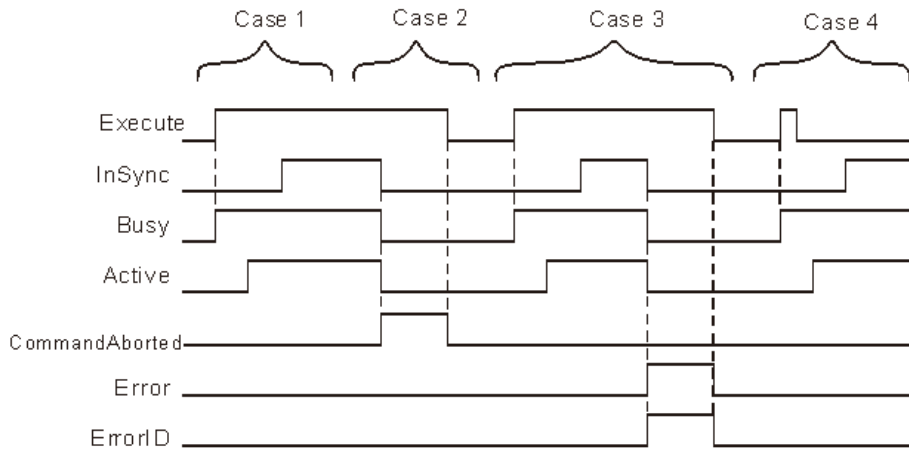 Case 1
Case 2
Case 3
Case 4
Execute
InSync
Busy
Active
CommandAborted
Error
ErrorID